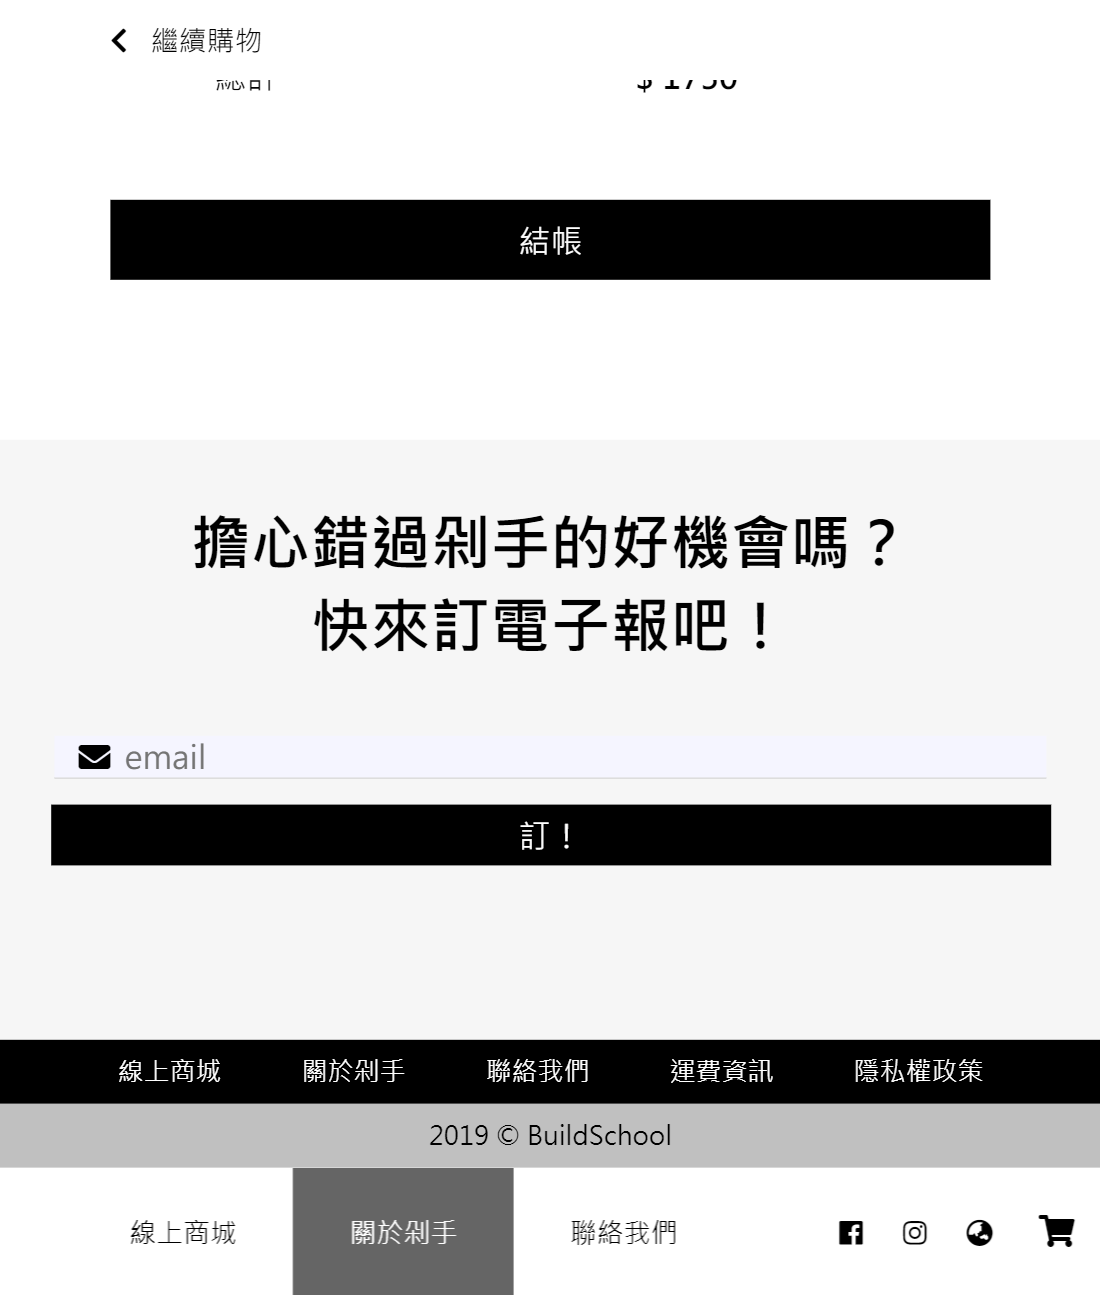 繼續購物
總計 $ 1750
結帳
擔心錯過剁手的好機會嗎？
快來訂電子報吧！
email
訂！
線上商城 關於剁手 聯絡我們 運費資訊 隱私權政策
2019 © BuildSchool
線上商城 關於剁手 聯絡我們